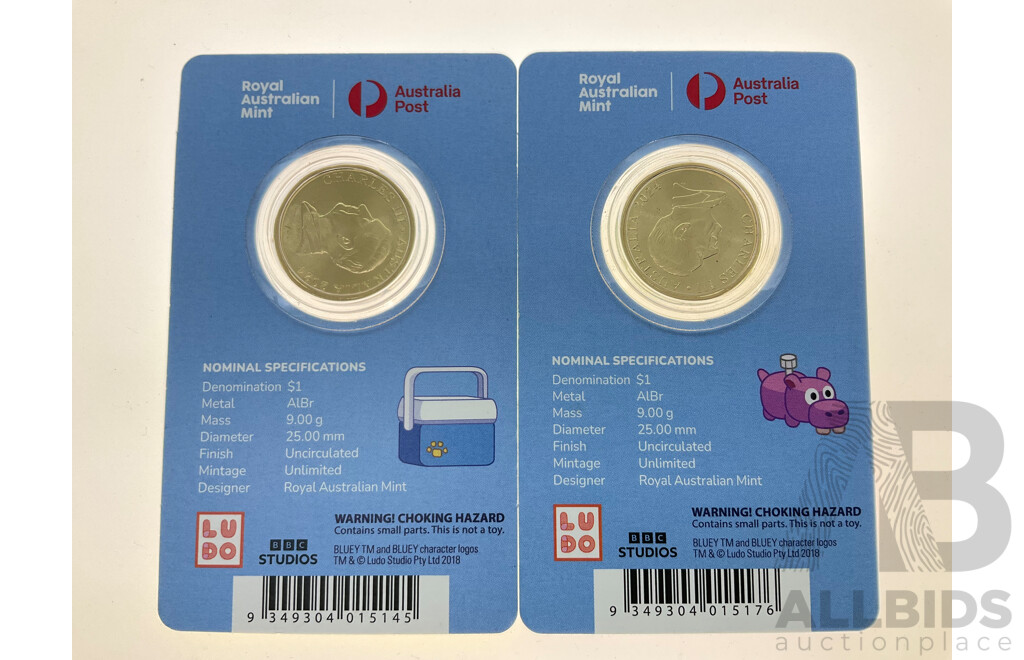 Royal
Australian
Mint
Australia
Post
CHARLES III AUSTRALIA 2024
NOMINAL SPECIFICATIONS
Denomination $1
Metal AlBr
Mass 9.00 g
Diameter 25.00 mm
Finish Uncirculated
Mintage Unlimited
Designer Royal Australian Mint
LU
DO
BBC
STUDIOS
WARNING! CHOKING HAZARD
Contains small parts. This is not a toy.
BLUEY TM and BLUEY character logos
TM & © Ludo Studio Pty Ltd 2018
9 349304 015145
Royal
Australian
Mint
Australia
Post
CHARLES III AUSTRALIA 2024
NOMINAL SPECIFICATIONS
Denomination $1
Metal AlBr
Mass 9.00 g
Diameter 25.00 mm
Finish Uncirculated
Mintage Unlimited
Designer Royal Australian Mint
LU
DO
BBC
STUDIOS
WARNING! CHOKING HAZARD
Contains small parts. This is not a toy.
BLUEY TM and BLUEY character logos
TM & © Ludo Studio Pty Ltd 2018
9 349304 015176
AB
ALLBIDS
auctionplace